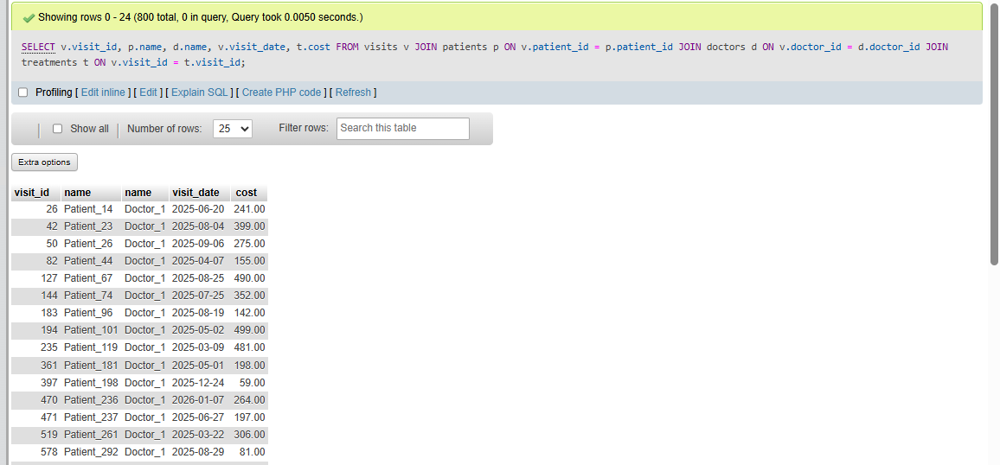 Showing rows 0 - 24 (800 total, 0 in query, Query took 0.0050 seconds.)
SELECT v.visit_id, p.name, d.name, v.visit_date, t.cost FROM visits v JOIN patients p ON v.patient_id = p.patient_id JOIN doctors d ON v.doctor_id = d.doctor_id JOIN
treatments t ON v.visit_id = t.visit_id;
Profiling [ Edit inline ] [ Edit ] [ Explain SQL ] [ Create PHP code ] [ Refresh ]
Show all | Number of rows: 25 Filter rows: Search this table
Extra options
visit_id name name visit_date cost
26 Patient_14 Doctor_1 2025-06-20 241.00
42 Patient_23 Doctor_1 2025-08-04 399.00
50 Patient_26 Doctor_1 2025-09-06 275.00
82 Patient_44 Doctor_1 2025-04-07 155.00
127 Patient_67 Doctor_1 2025-08-25 490.00
144 Patient_74 Doctor_1 2025-07-25 352.00
183 Patient_96 Doctor_1 2025-08-19 142.00
194 Patient_101 Doctor_1 2025-05-02 499.00
235 Patient_119 Doctor_1 2025-03-09 481.00
361 Patient_181 Doctor_1 2025-05-01 198.00
397 Patient_198 Doctor_1 2025-12-24 59.00
470 Patient_236 Doctor_1 2026-01-07 264.00
471 Patient_237 Doctor_1 2025-06-27 197.00
519 Patient_261 Doctor_1 2025-03-22 306.00
578 Patient_292 Doctor_1 2025-08-29 81.00